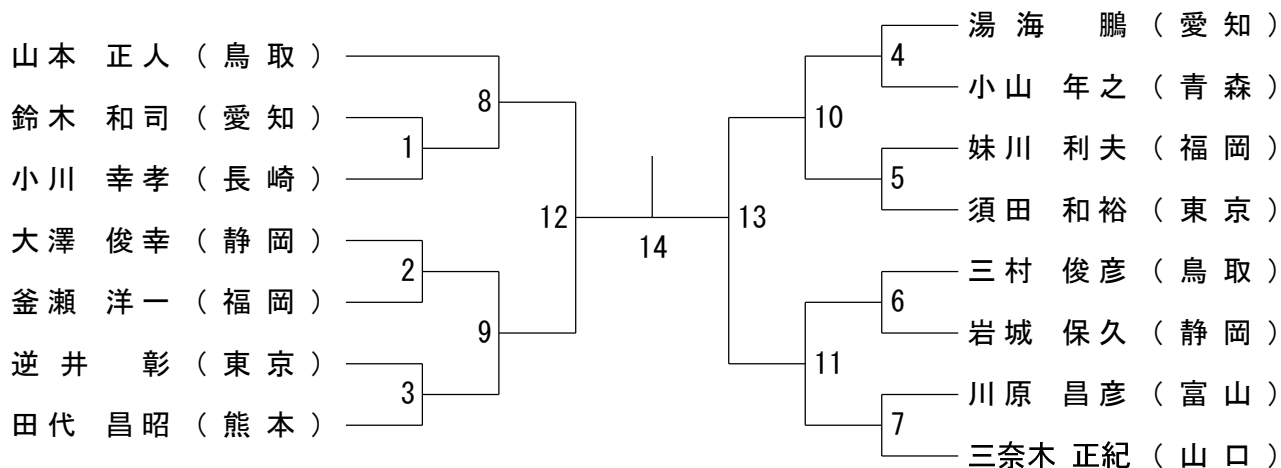 山本 正人（鳥取）
鈴木 和司（愛知）
小川 幸孝（長崎）
大澤 俊幸（静岡）
釜瀬 洋一（福岡）
逆井 彰（東京）
田代 昌昭（熊本）
1
2
3
8
9
12
14
13
10
11
4
5
6
7
湯海 鵬（愛知）
小山 年之（青森）
妹川 利夫（福岡）
須田 和裕（東京）
三村 俊彦（鳥取）
岩城 保久（静岡）
川原 昌彦（富山）
三奈木 正紀（山口）